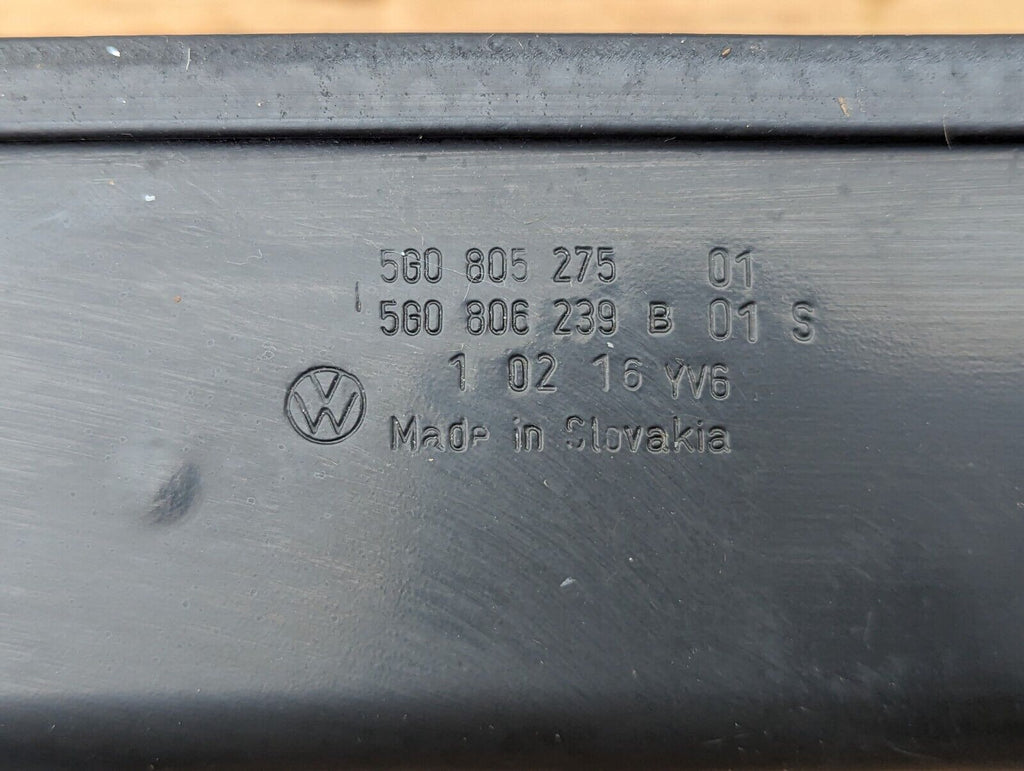 5G0 805 275 01
5G0 806 239 B 01 S
1 02 16 YV6
Made in Slovakia